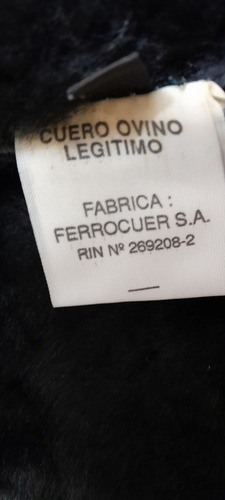 CUERO OVINO
LEGITIMO
FABRICA :
FERROCUER S.A.
RIN Nº 269208-2